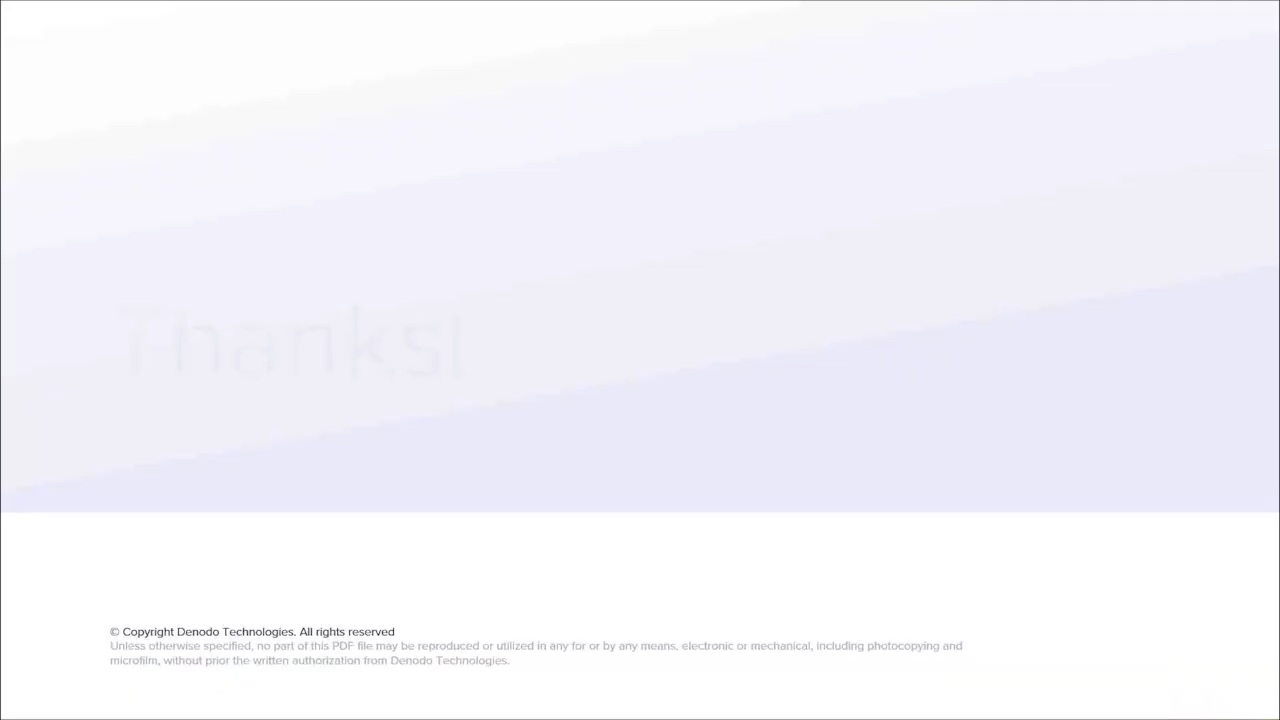 Thanks!
© Copyright Denodo Technologies. All rights reserved
Unless otherwise specified, no part of this PDF file may be reproduced or utilized in any for or by any means, electronic or mechanical, including photocopying and
microfilm, without prior the written authorization from Denodo Technologies.